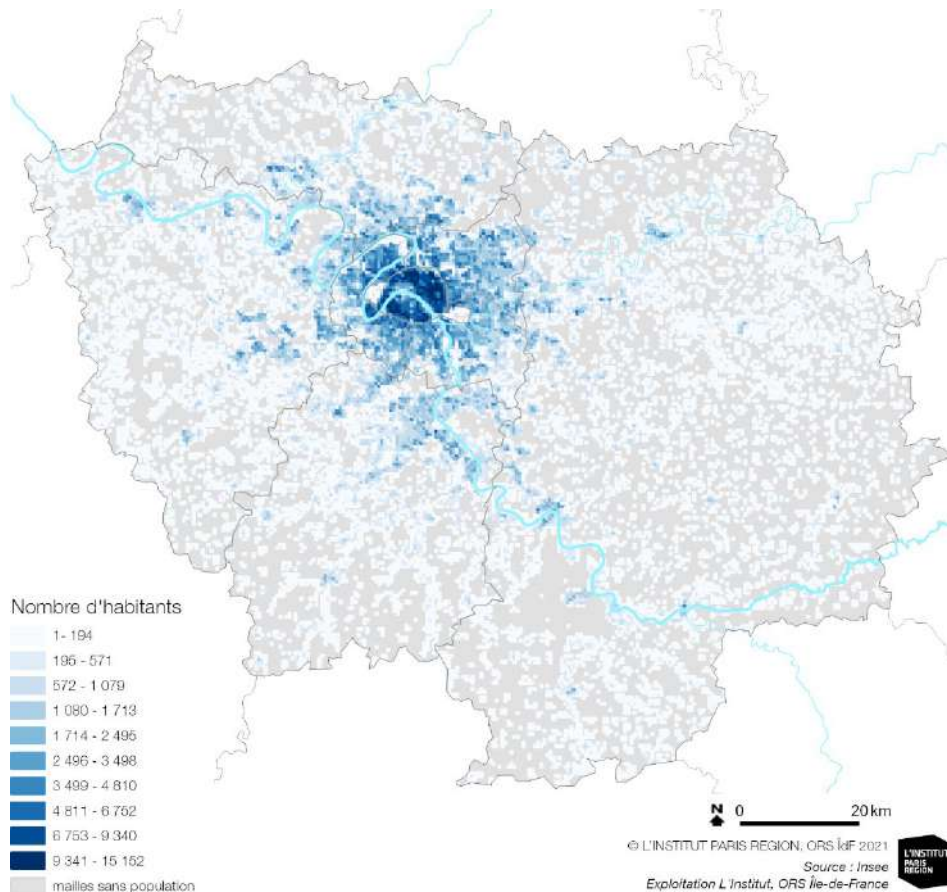 Nombre d'habitants
1- 194
195 - 571
572 - 1 079
1 080 - 1 713
1 714 - 2 495
2 496 - 3 498
3 499 - 4 810
4 811 - 6 752
6 753 - 9 340
9 341 - 15 152
mailles sans population
N 0 20 km
© L'INSTITUT PARIS REGION, ORS ÎdF 2021
Source : Insee
Exploitation L'Institut, ORS Île-de-France
L'INSTITUT
PARIS
REGION